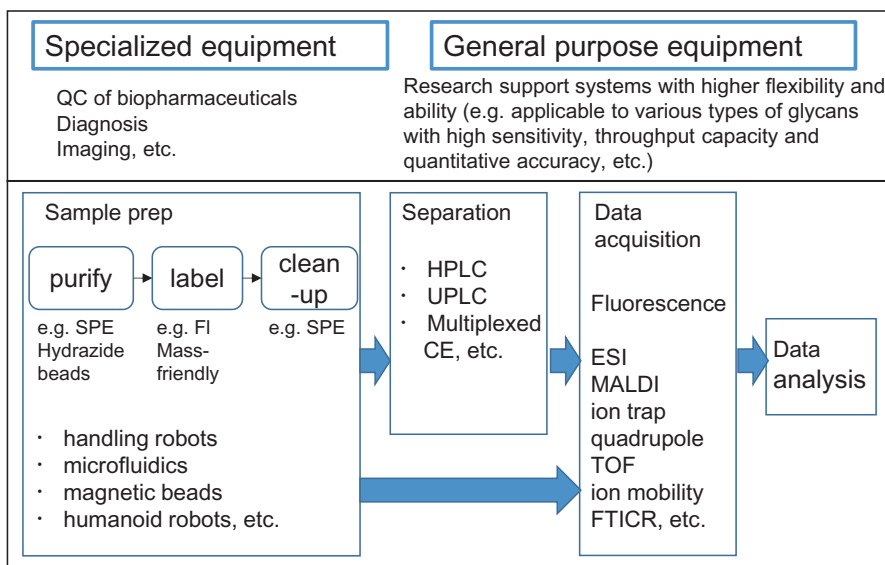 Specialized equipment
General purpose equipment
QC of biopharmaceuticals
Diagnosis
Imaging, etc.
Research support systems with higher flexibility and
ability (e.g. applicable to various types of glycans
with high sensitivity, throughput capacity and
quantitative accuracy, etc.)
Sample prep
purify
label
clean
-up
e.g. SPE
Hydrazide
beads
e.g. Fl
Mass-
friendly
e.g. SPE
・ handling robots
・ microfluidics
・ magnetic beads
・ humanoid robots, etc.
Separation
・ HPLC
・ UPLC
・ Multiplexed
CE, etc.
Data
acquisition
Fluorescence
ESI
MALDI
ion trap
quadrupole
TOF
ion mobility
FTICR, etc.
Data
analysis